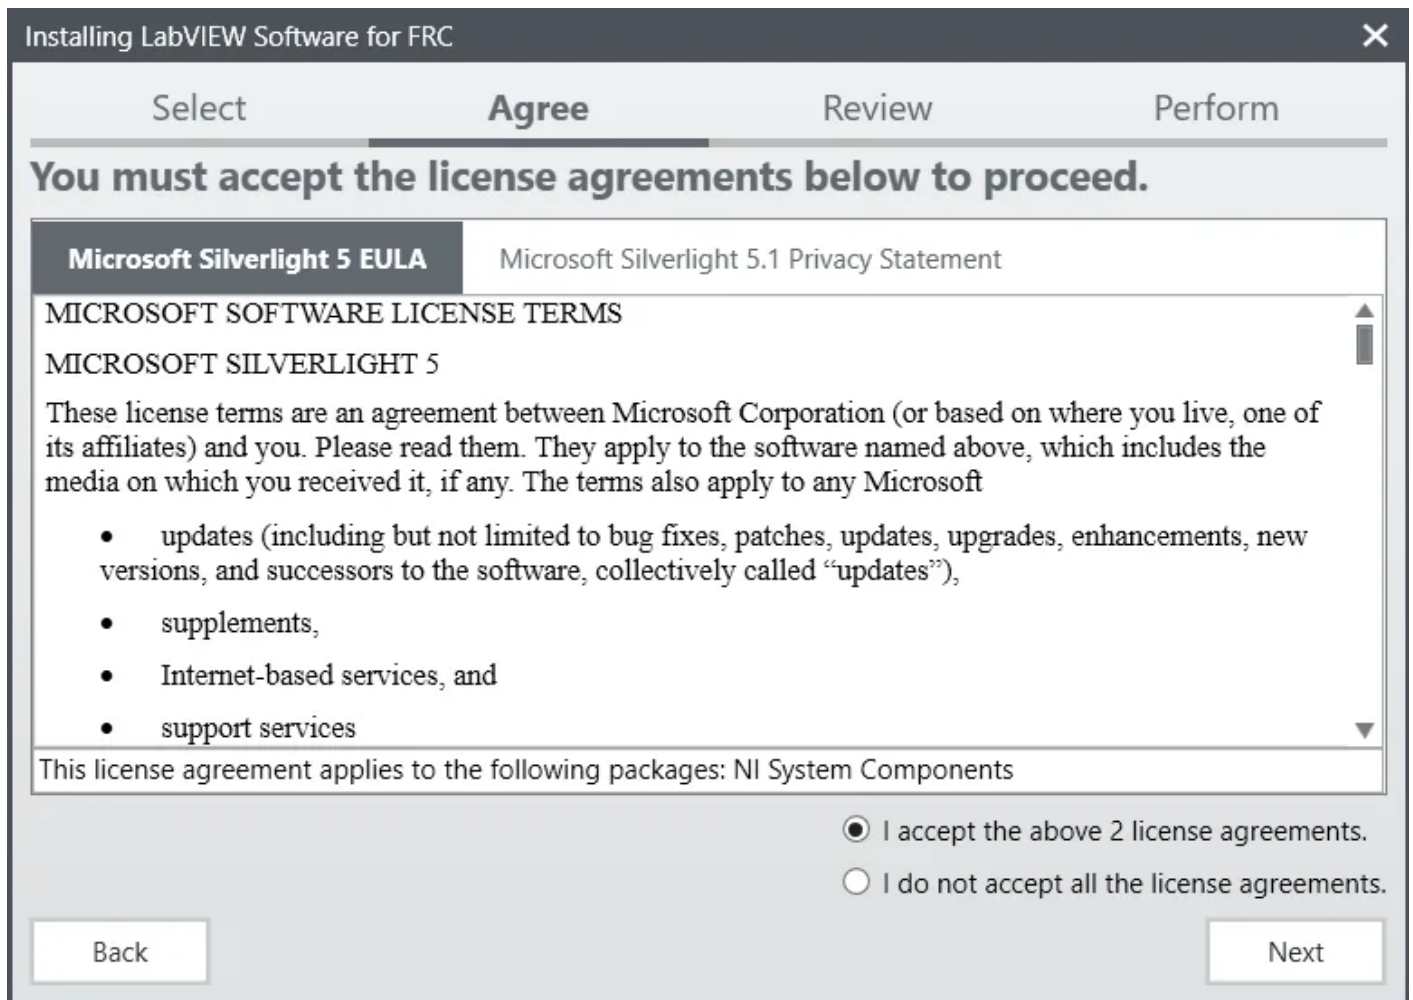 Installing LabVIEW Software for FRC
Select Agree Review Perform
You must accept the license agreements below to proceed.
Microsoft Silverlight 5 EULA Microsoft Silverlight 5.1 Privacy Statement
MICROSOFT SOFTWARE LICENSE TERMS
MICROSOFT SILVERLIGHT 5
These license terms are an agreement between Microsoft Corporation (or based on where you live, one of
its affiliates) and you. Please read them. They apply to the software named above, which includes the
media on which you received it, if any. The terms also apply to any Microsoft
• updates (including but not limited to bug fixes, patches, updates, upgrades, enhancements, new
versions, and successors to the software, collectively called “updates”),
• supplements,
• Internet-based services, and
• support services
This license agreement applies to the following packages: NI System Components
I accept the above 2 license agreements.
I do not accept all the license agreements.
Back Next